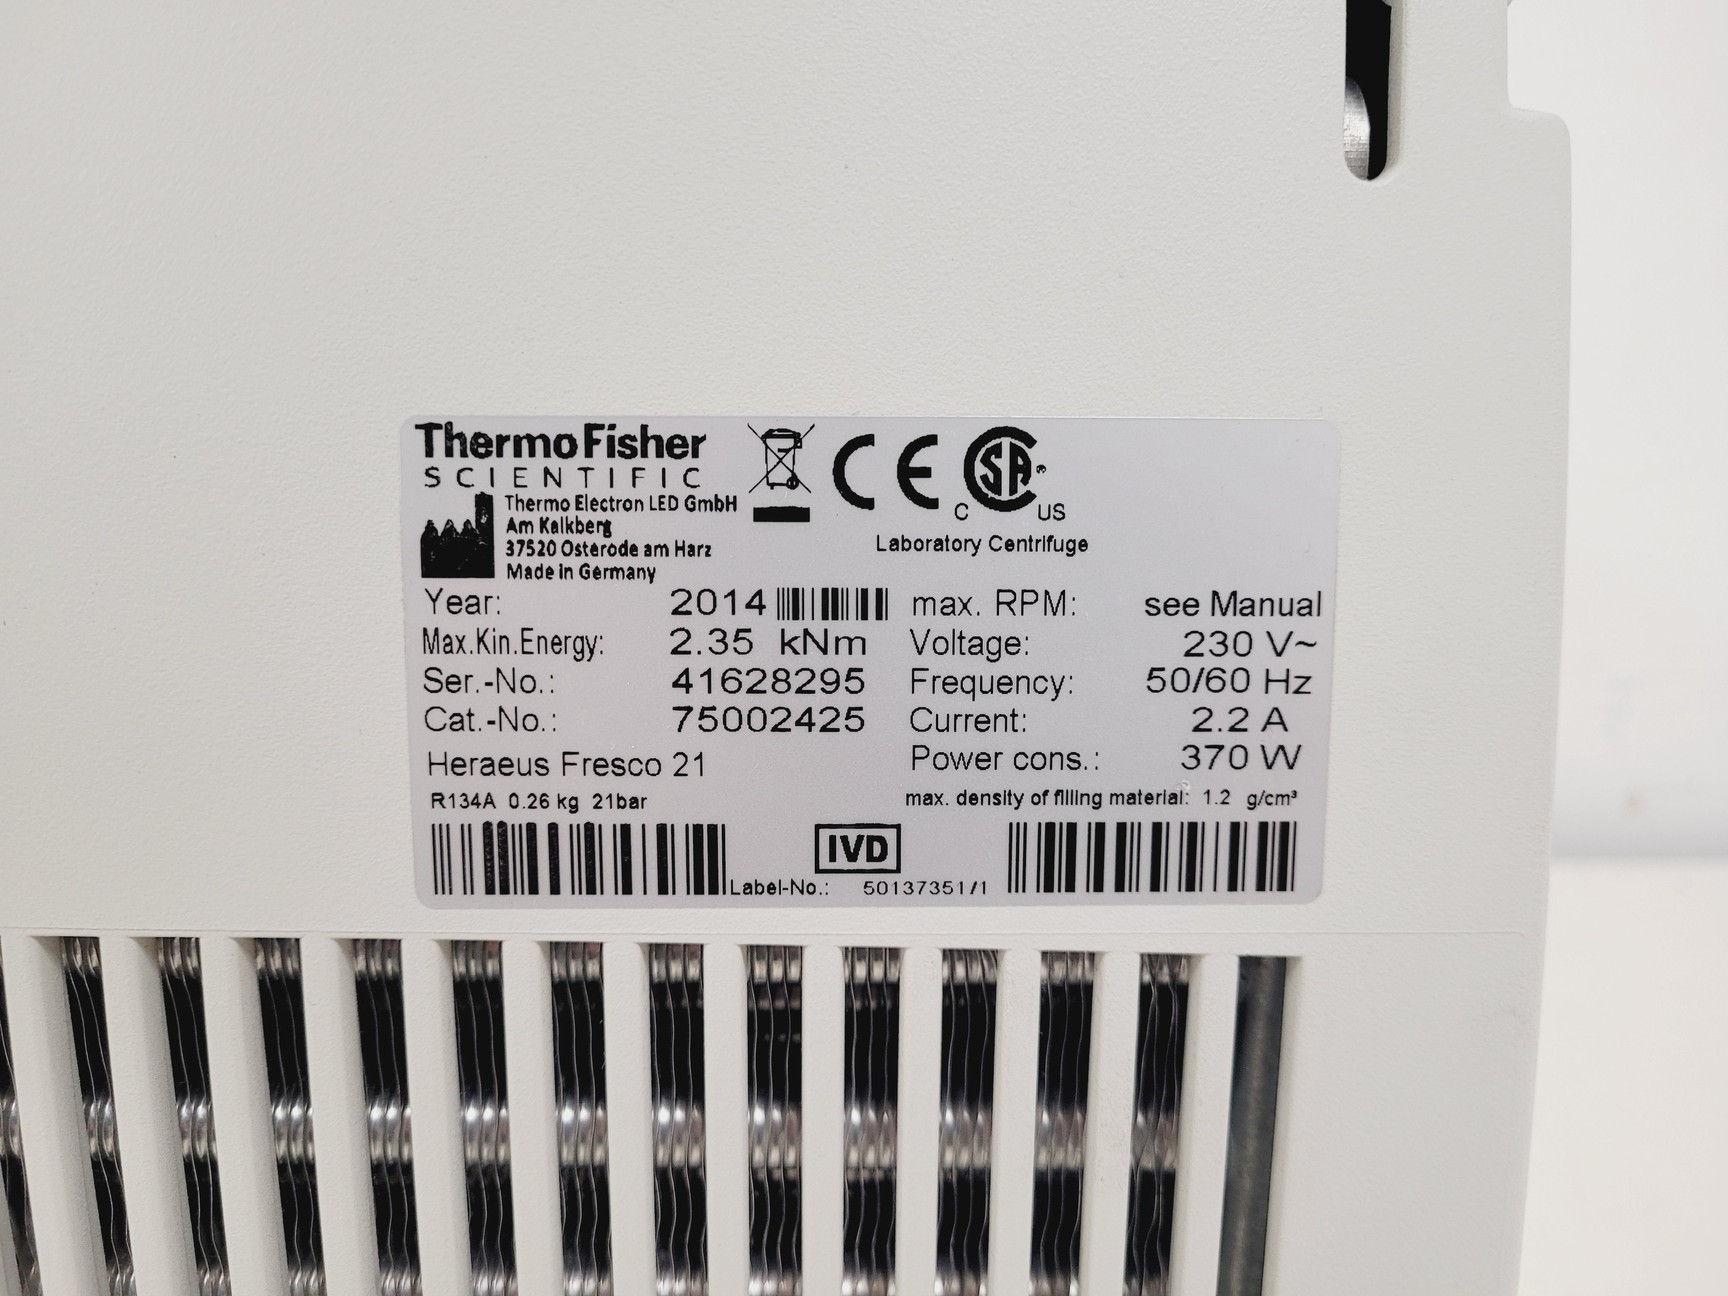 ThermoFisher
SCIENTIFIC
Thermo Electron LED GmbH
Am Kalkberg
37520 Osterode am Harz
Made in Germany
CE
CSA®
C US
Laboratory Centrifuge
Year: 2014
max. RPM: see Manual
Max.Kin.Energy: 2.35 kNm
Voltage: 230 V~
Ser.-No.: 41628295
Frequency: 50/60 Hz
Cat.-No.: 75002425
Current: 2.2 A
Heraeus Fresco 21
Power cons.: 370 W
R134A 0.26 kg 21bar
max. density of filling material: 1.2 g/cm³
IVD
Label-No.: 50137351/1